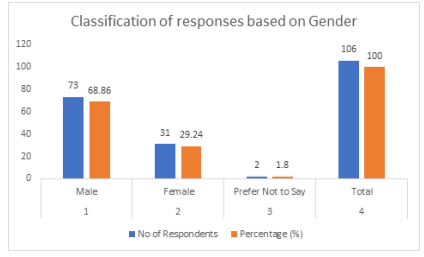 Classification of responses based on Gender
120
100
80
60
40
20
0
73
68.86
31
29.24
2
1.8
106
100
Male
Female
Prefer Not to Say
Total
1
2
3
4
No of Respondents
Percentage (%)